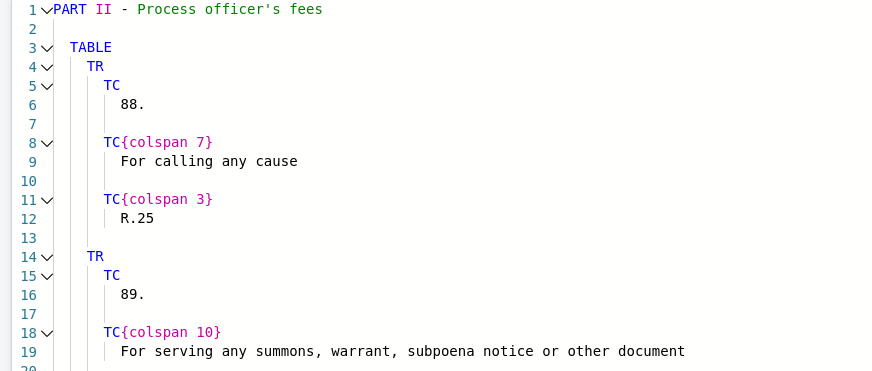 1 PART II - Process officer's fees
2
3 TABLE
4 TR
5 TC
6 88.
7
8 TC{colspan 7}
9 For calling any cause
10
11 TC{colspan 3}
12 R.25
13
14 TR
15 TC
16 89.
17
18 TC{colspan 10}
19 For serving any summons, warrant, subpoena notice or other document
20